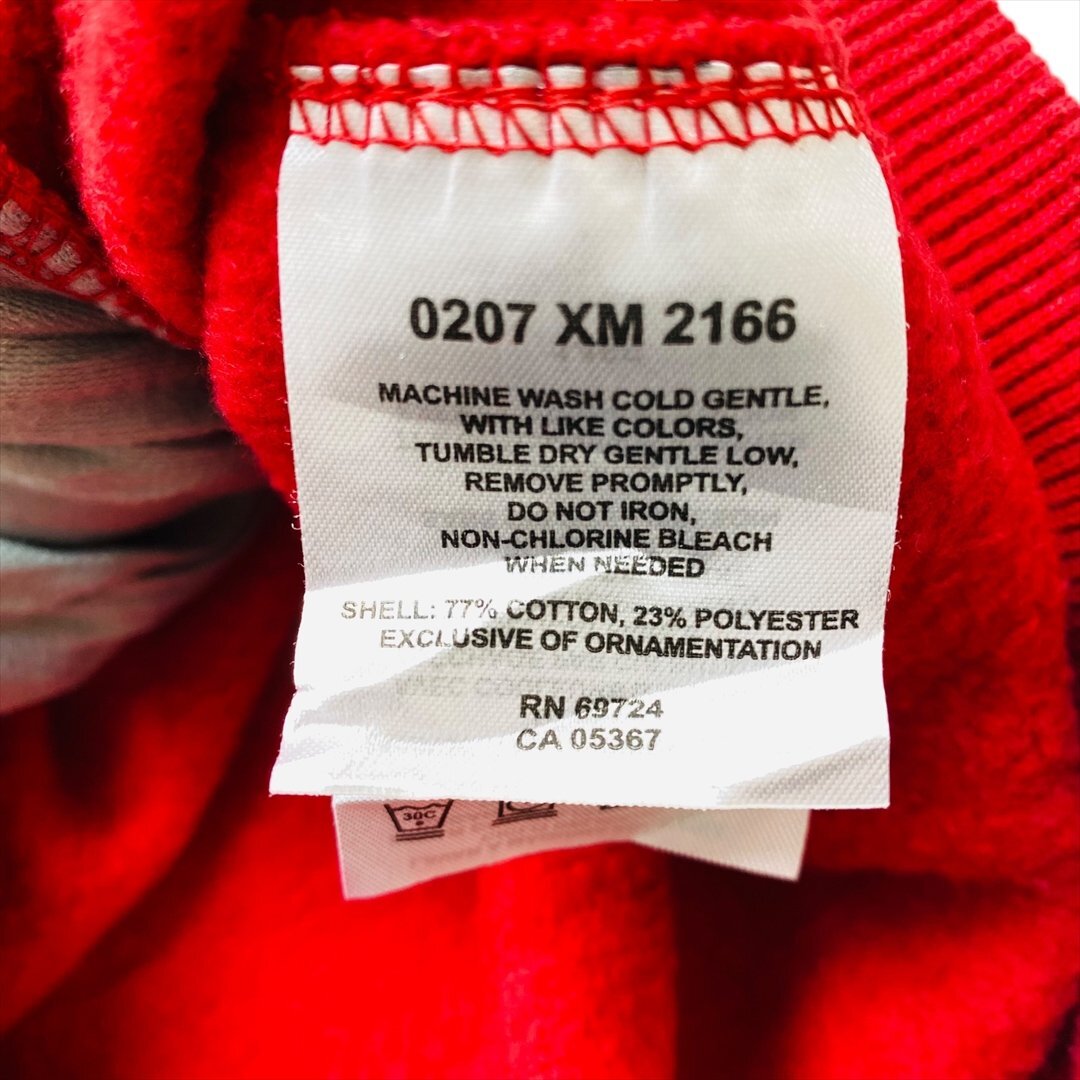 0207 XM 2166
MACHINE WASH COLD GENTLE,
WITH LIKE COLORS,
TUMBLE DRY GENTLE LOW,
REMOVE PROMPTLY,
DO NOT IRON,
NON-CHLORINE BLEACH
WHEN NEEDED
SHELL: 77% COTTON, 23% POLYESTER
EXCLUSIVE OF ORNAMENTATION
RN 69724
CA 05367
30C